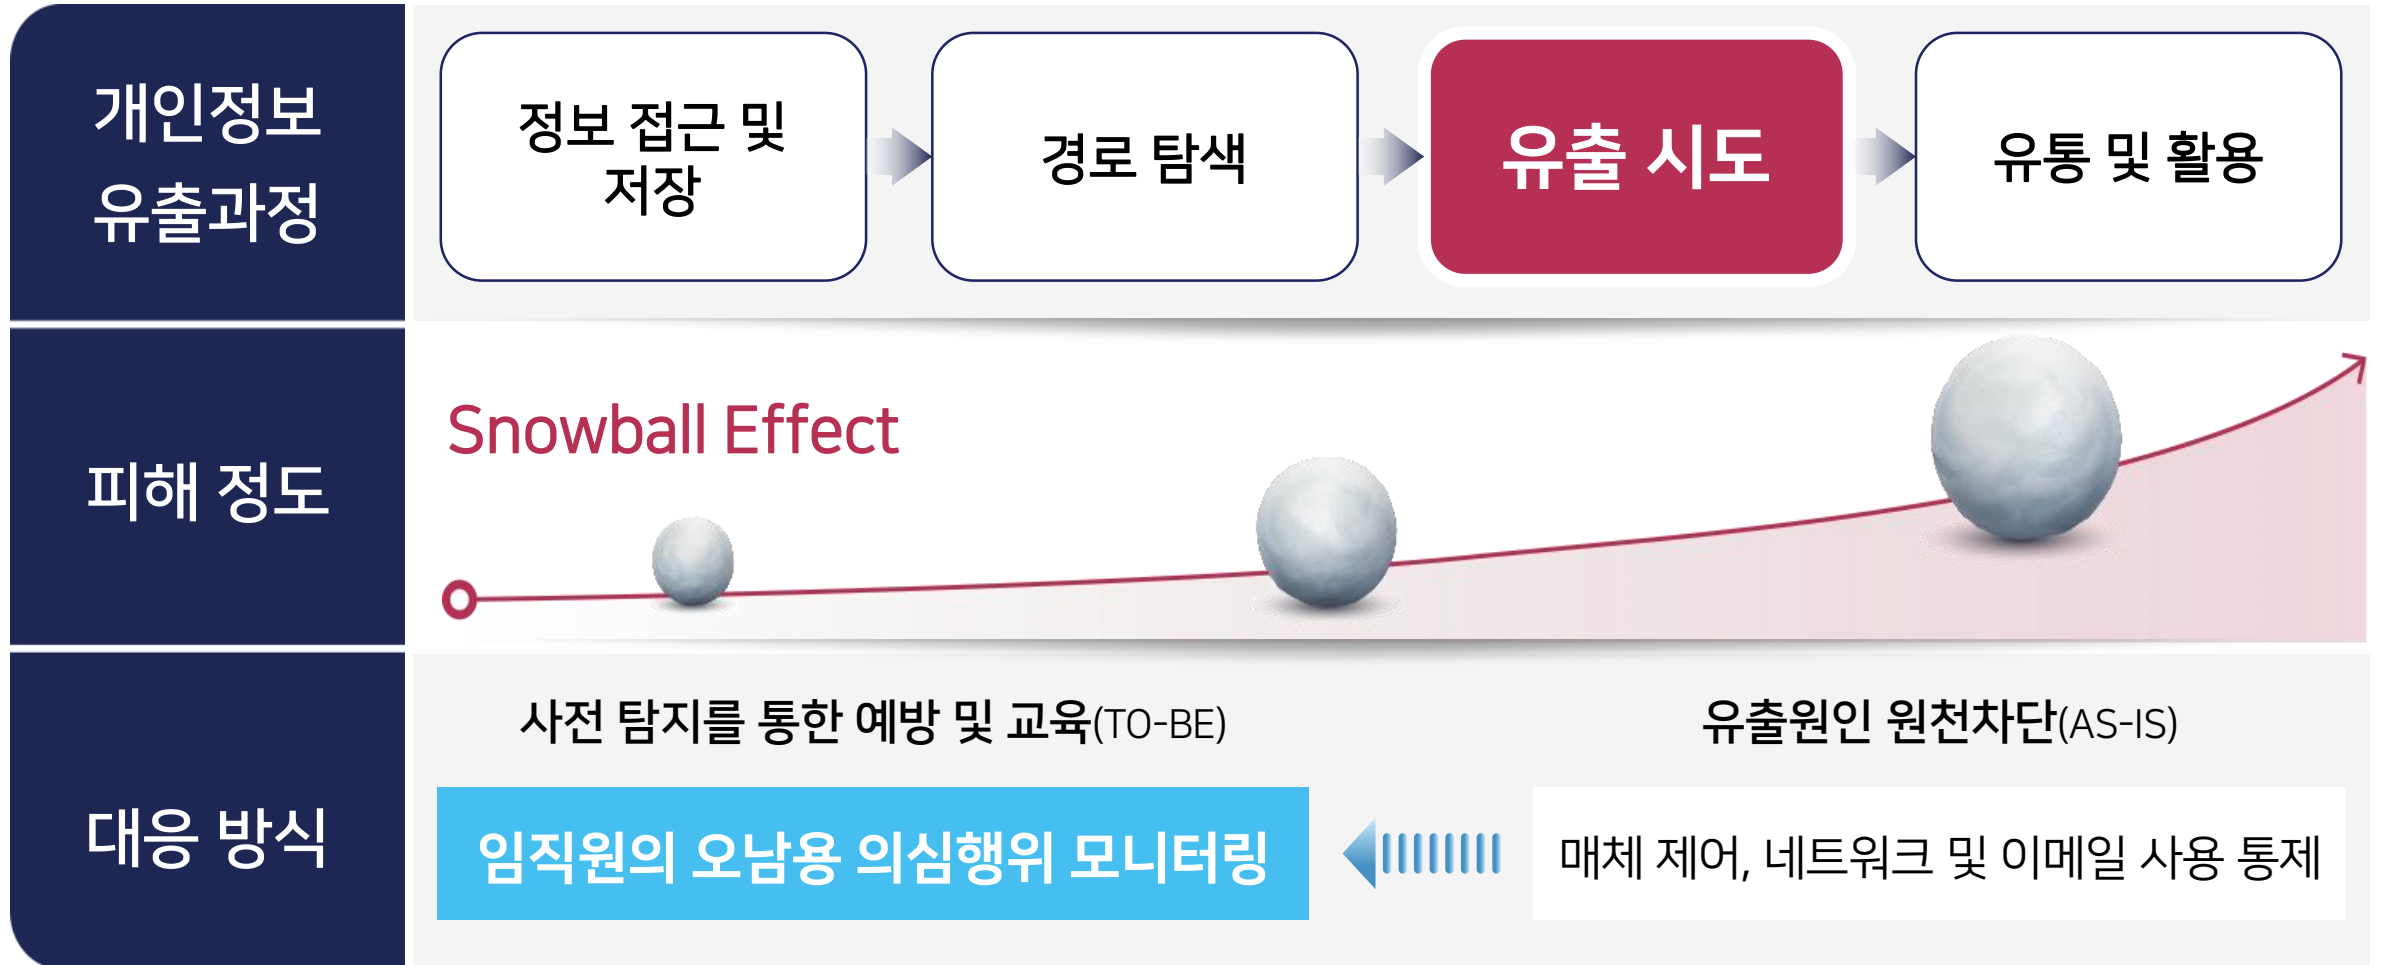 개인정보
유출과정
정보 접근 및
저장
경로 탐색
유출 시도
유통 및 활용
피해 정도
Snowball Effect
대응 방식
사전 탐지를 통한 예방 및 교육(TO-BE)
유출원인 원천차단(AS-IS)
임직원의 오남용 의심행위 모니터링
매체 제어, 네트워크 및 이메일 사용 통제